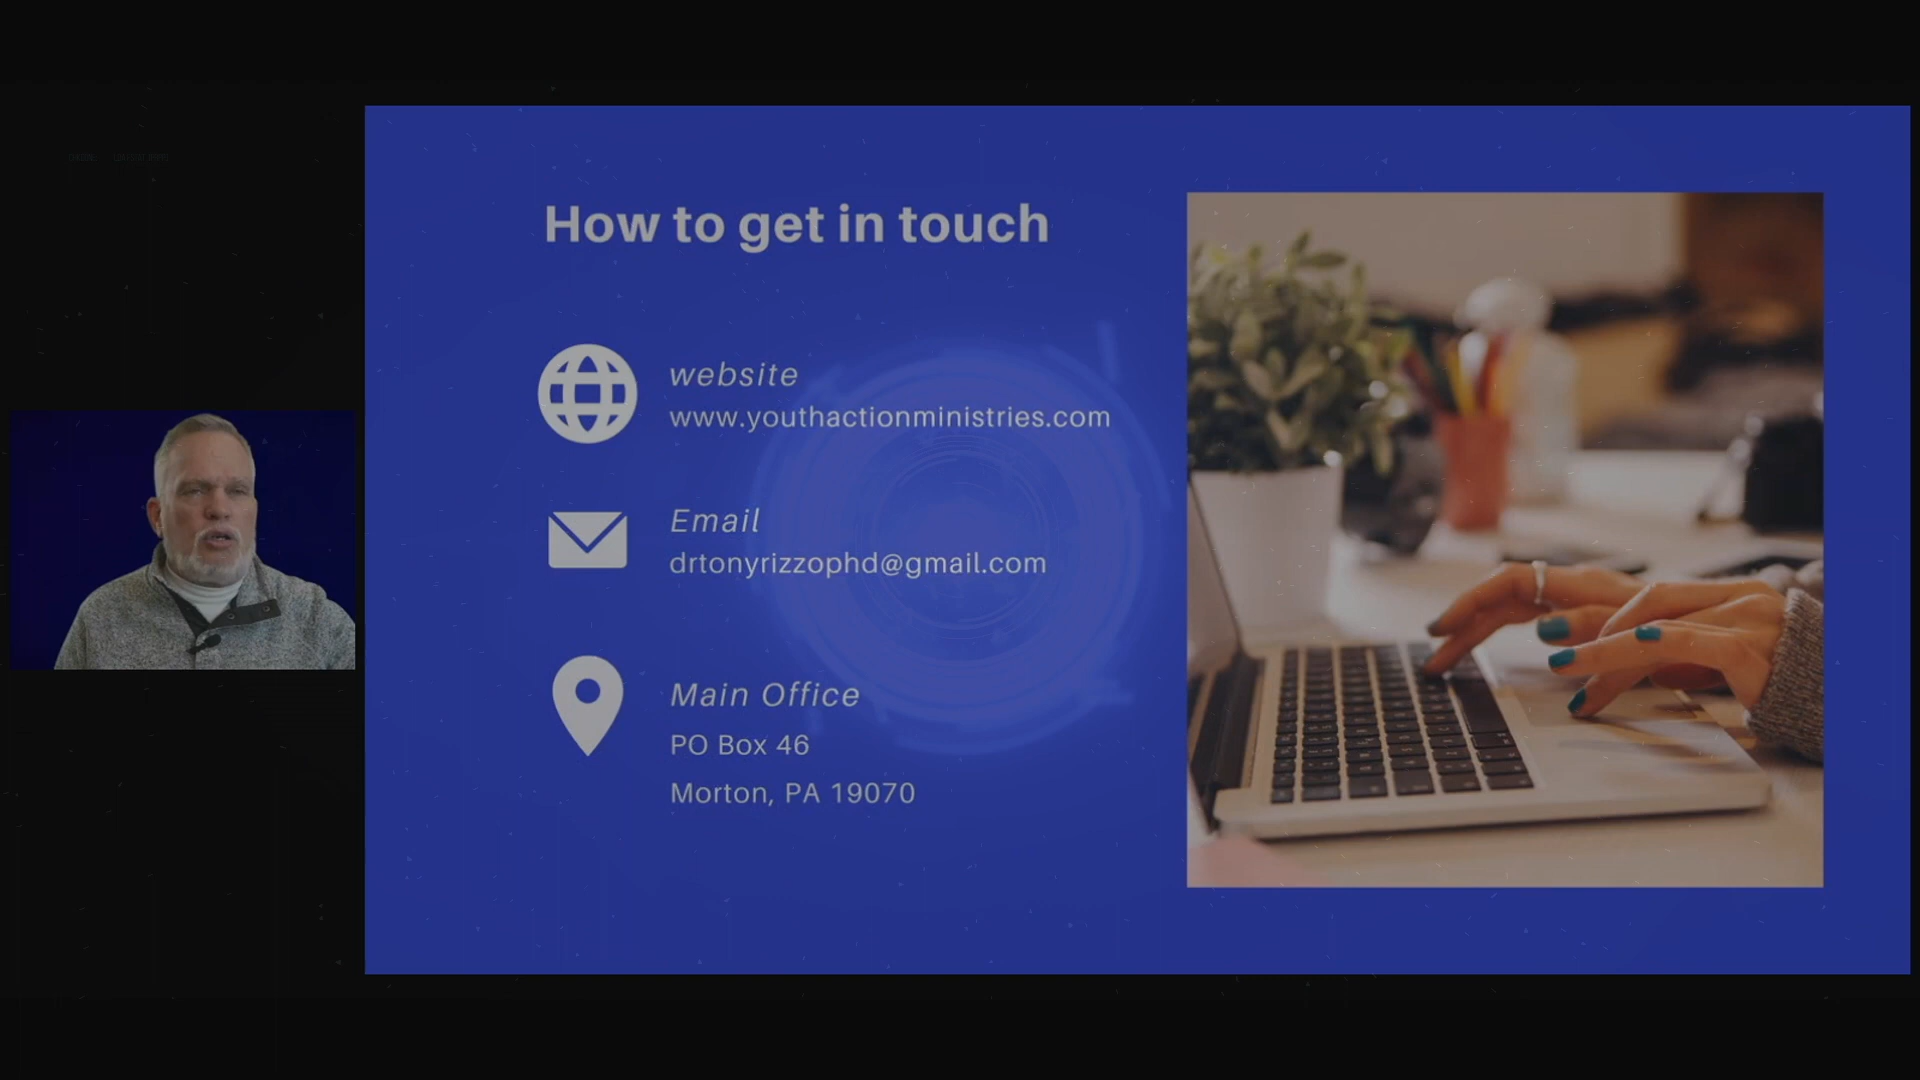 How to get in touch
website
www.youthactionministries.com
Email
drtonyrizzophd@gmail.com
Main Office
PO Box 46
Morton, PA 19070